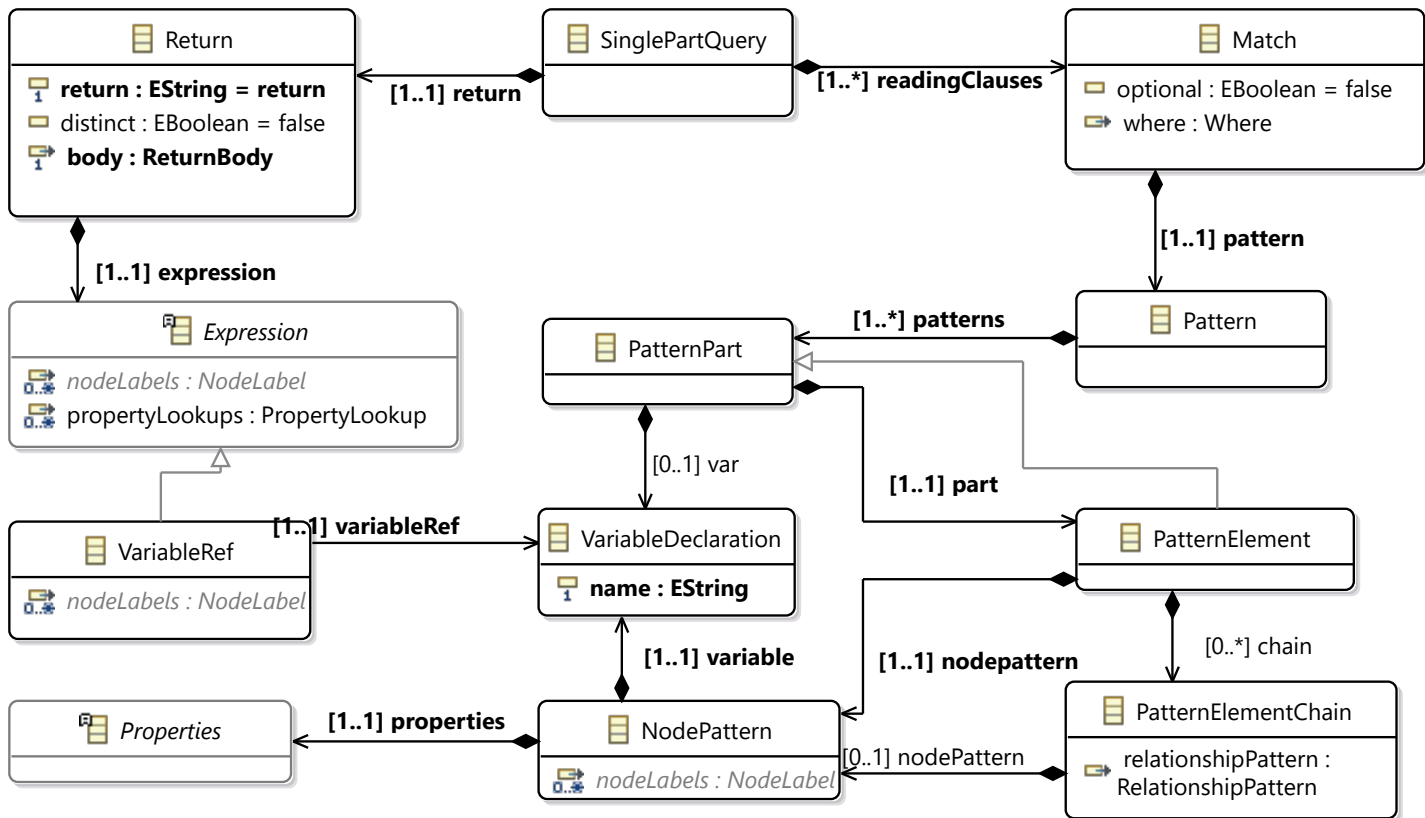 Return
return : EString = return
distinct : EBoolean = false
body : ReturnBody
SinglePartQuery
Match
optional : EBoolean = false
where : Where
[1..1] return
[1..*] readingClauses
[1..1] pattern
[1..1] expression
Expression
nodeLabels : NodeLabel
propertyLookups : PropertyLookup
PatternPart
[1..*] patterns
Pattern
[0..1] var
[1..1] part
[1..1] variableRef
VariableRef
nodeLabels : NodeLabel
VariableDeclaration
name : EString
PatternElement
[1..1] variable
[1..1] nodepattern
[0..*] chain
Properties
[1..1] properties
NodePattern
nodeLabels : NodeLabel
[0..1] nodePattern
PatternElementChain
relationshipPattern :
RelationshipPattern